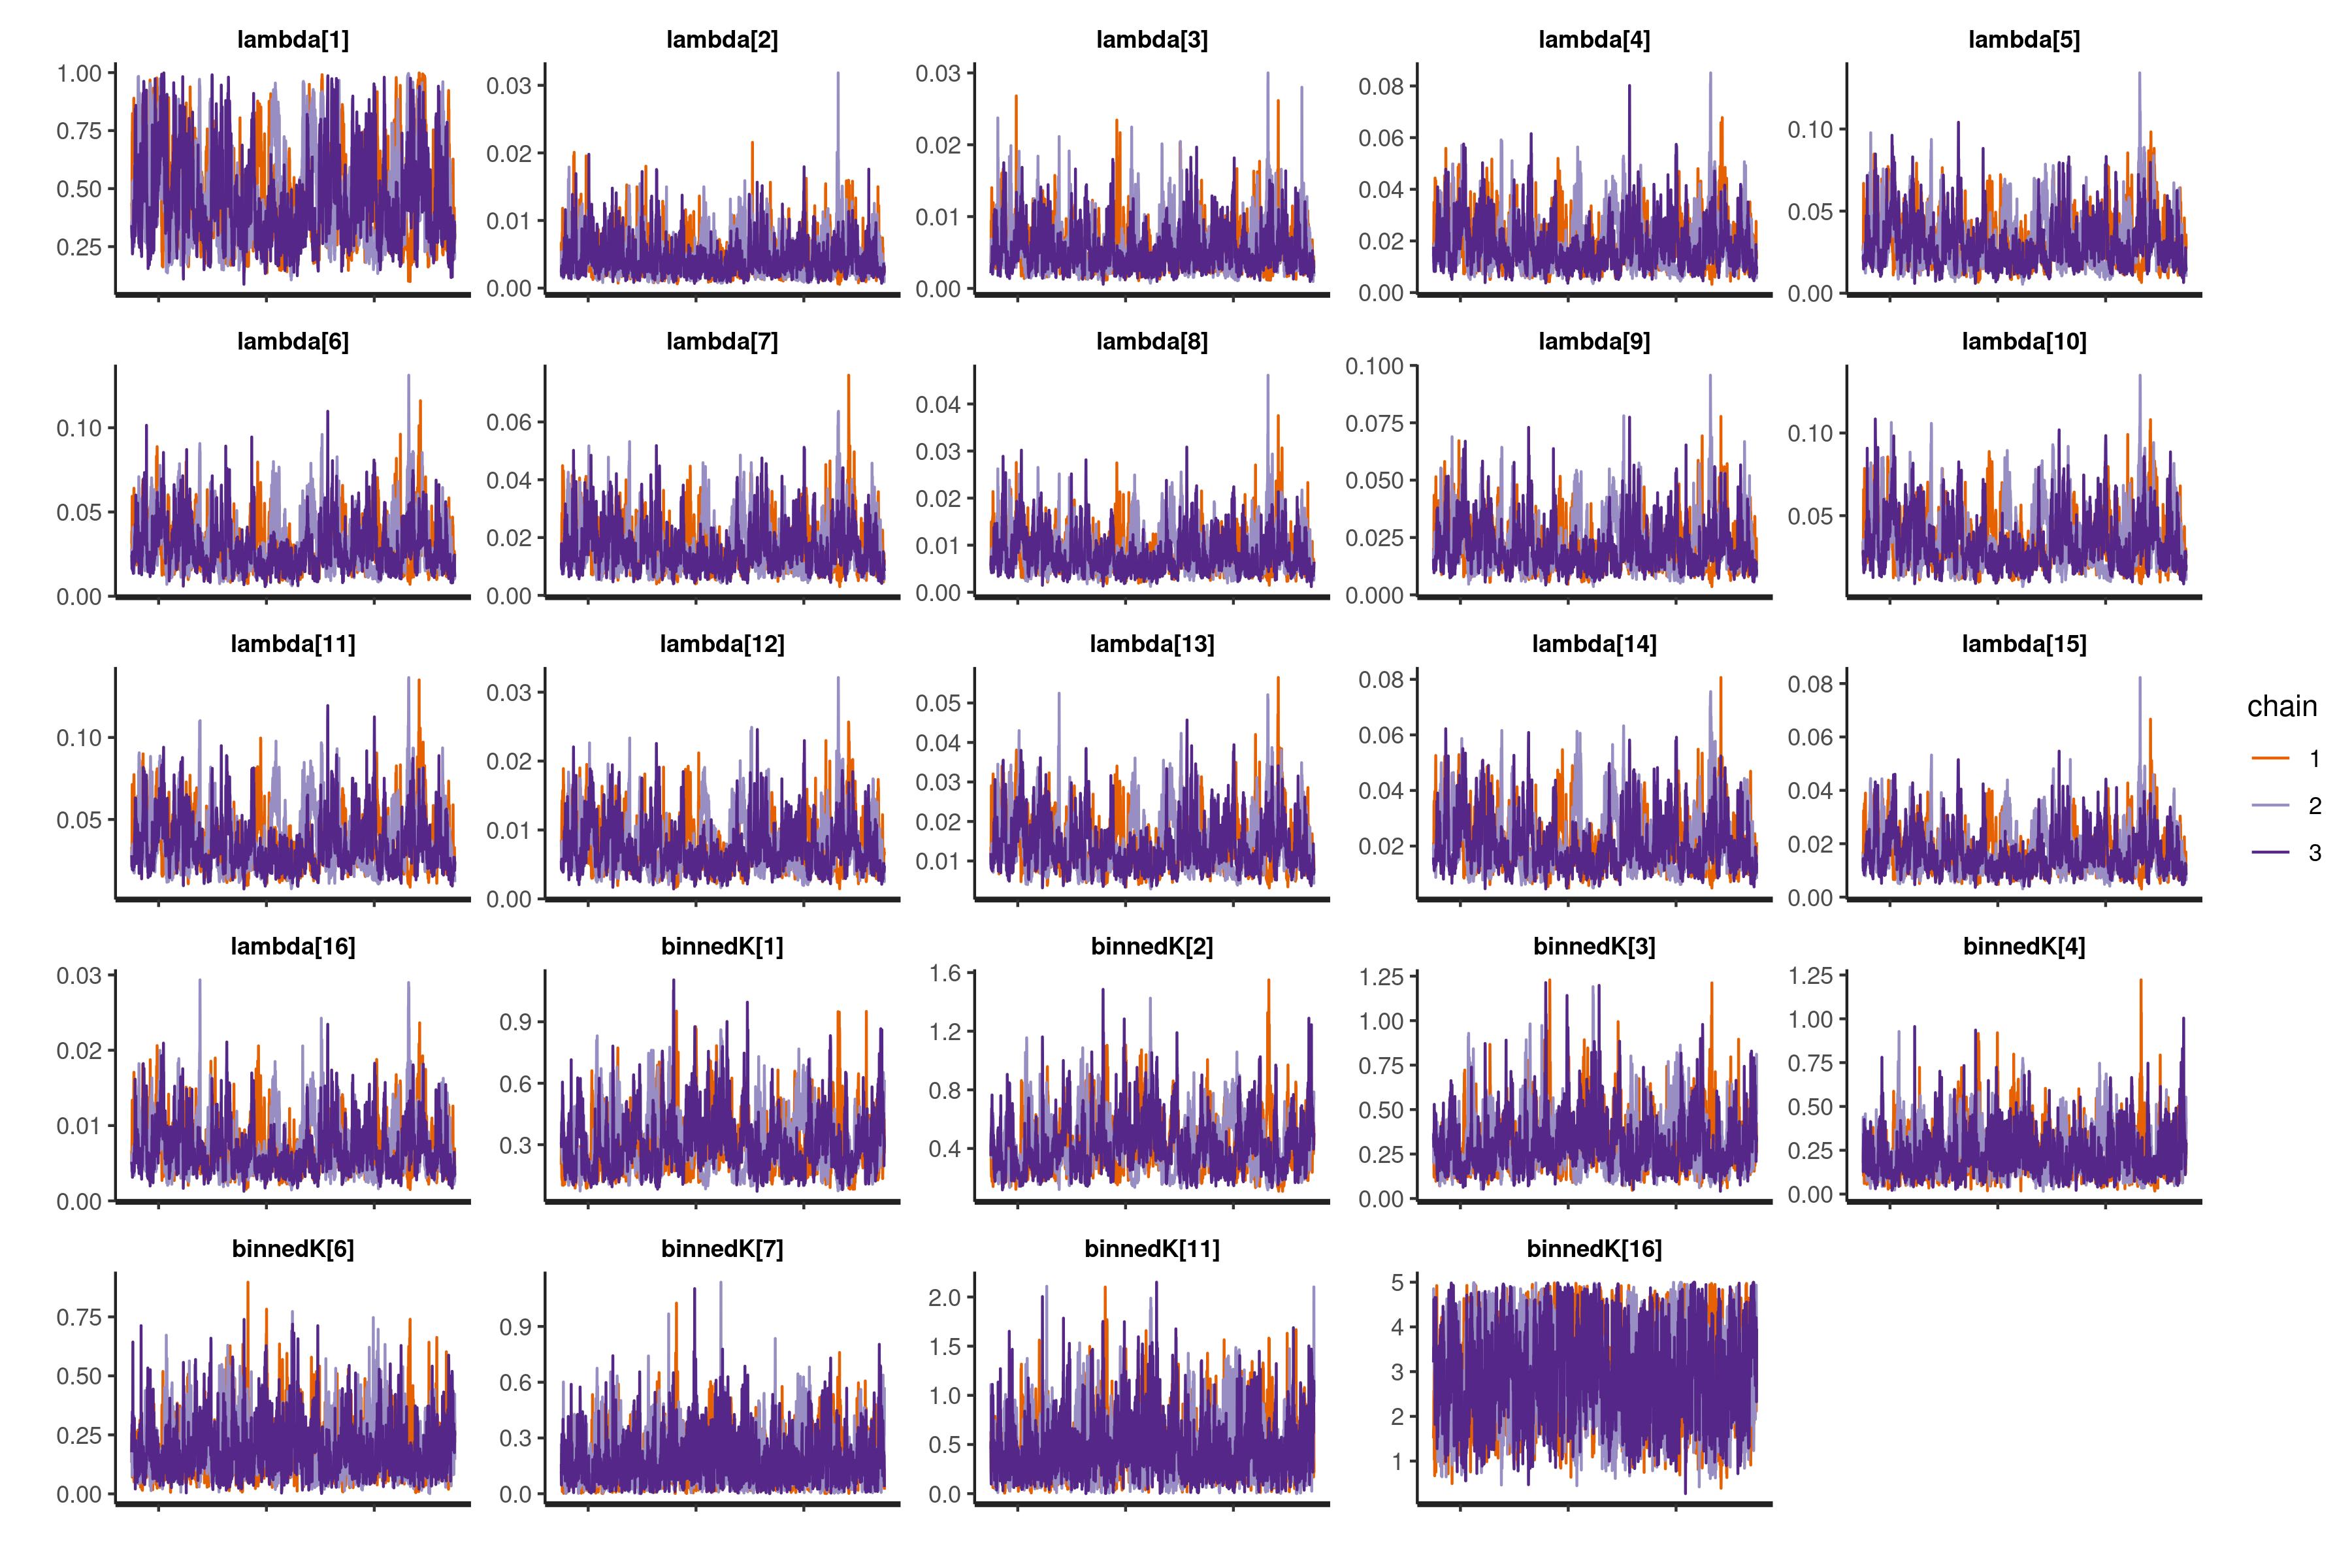 lambda[1] lambda[2] lambda[3] lambda[4] lambda[5]
1.00 0.75 0.50 0.25
0.03 0.02 0.01 0.00
0.03 0.02 0.01 0.00
0.08 0.06 0.04 0.02 0.00
0.10 0.05 0.00
lambda[6] lambda[7] lambda[8] lambda[9] lambda[10]
0.10 0.05 0.00
0.06 0.04 0.02 0.00
0.04 0.03 0.02 0.01 0.00
0.100 0.075 0.050 0.025 0.000
0.10 0.05
lambda[11] lambda[12] lambda[13] lambda[14] lambda[15]
0.10 0.05
0.03 0.02 0.01 0.00
0.05 0.04 0.03 0.02 0.01
0.08 0.06 0.04 0.02
0.08 0.06 0.04 0.02 0.00
lambda[16] binnedK[1] binnedK[2] binnedK[3] binnedK[4]
0.03 0.02 0.01 0.00
0.9 0.6 0.3
1.6 1.2 0.8 0.4
1.25 1.00 0.75 0.50 0.25 0.00
1.25 1.00 0.75 0.50 0.25 0.00
binnedK[6] binnedK[7] binnedK[11] binnedK[16]
0.75 0.50 0.25 0.00
0.9 0.6 0.3 0.0
2.0 1.5 1.0 0.5 0.0
5 4 3 2 1
chain
1
2
3